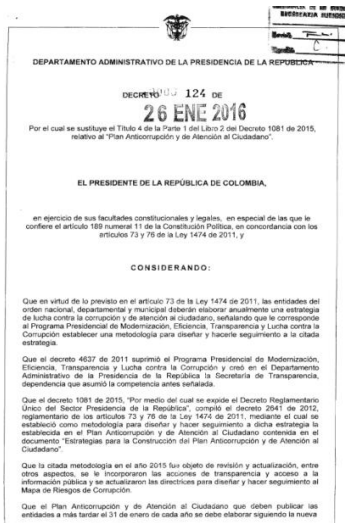 DEPARTAMENTO ADMINISTRATIVO DE LA PRESIDENCIA DE LA REPÚBLICA
DECRETO 124 DE
26 ENE 2016
Por el cual se sustituye el Título 4 de la Parte 1 del Libro 2 del Decreto 1081 de 2015,
relativo al "Plan Anticorrupción y de Atención al Ciudadano".
EL PRESIDENTE DE LA REPÚBLICA DE COLOMBIA,
en ejercicio de sus facultades constitucionales y legales, en especial de las que le
confiere el artículo 189 numeral 11 de la Constitución Política, en concordancia con los
artículos 73 y 76 de la Ley 1474 de 2011, y
CONSIDERANDO:
Que en virtud de lo previsto en el artículo 73 de la Ley 1474 de 2011, las entidades del
orden nacional, departamental y municipal deberán elaborar anualmente una estrategia
de lucha contra la corrupción y de atención al ciudadano, señalando que le corresponde
al Programa Presidencial de Modernización, Eficiencia, Transparencia y Lucha contra la
Corrupción establecer una metodología para diseñar y hacerle seguimiento a la citada
estrategia.
Que el decreto 4637 de 2011 suprimió el Programa Presidencial de Modernización,
Eficiencia, Transparencia y Lucha contra la Corrupción y creó en el Departamento
Administrativo de la Presidencia de la República la Secretaría de Transparencia,
dependencia que asumió la competencia antes señalada.
Que el decreto 1081 de 2015, "Por medio del cual se expide el Decreto Reglamentario
Único del Sector Presidencia de la República", compiló el decreto 2641 de 2012,
reglamentario de los artículos 73 y 76 de la Ley 1474 de 2011, mediante el cual se
estableció como metodología para diseñar y hacer seguimiento a dicha estrategia la
establecida en el Plan Anticorrupción y de Atención al Ciudadano contenida en el
documento "Estrategias para la Construcción del Plan Anticorrupción y de Atención al
Ciudadano".
Que la citada metodología en el año 2015 fue objeto de revisión y actualización, entre
otros aspectos, se le incorporaron las acciones de transparencia y acceso a la
información pública y se actualizaron las directrices para diseñar y hacer seguimiento al
Mapa de Riesgos de Corrupción.
Que el Plan Anticorrupción y de Atención al Ciudadano que deben publicar las
entidades a más tardar el 31 de enero de cada año se debe elaborar siguiendo la nueva